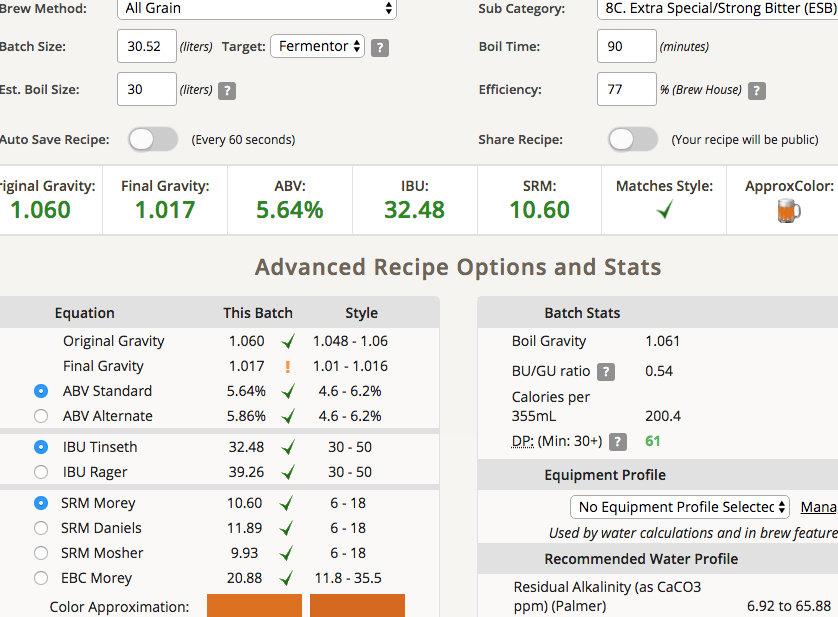 Brew Method: All Grain Sub Category: 8C. Extra Special/Strong Bitter (ESB)
Batch Size: 30.52 (liters) Target: Fermentor ? Boil Time: 90 (minutes)
Est. Boil Size: 30 (liters) ? Efficiency: 77 % (Brew House) ?
Auto Save Recipe: (Every 60 seconds) Share Recipe: (Your recipe will be public)
riginal Gravity: Final Gravity: ABV: IBU: SRM: Matches Style: ApproxColor:
1.060 1.017 5.64% 32.48 10.60
Advanced Recipe Options and Stats
Equation This Batch Style
Original Gravity 1.060 1.048 - 1.06
Final Gravity 1.017 ! 1.01 - 1.016
ABV Standard 5.64% 4.6 - 6.2%
ABV Alternate 5.86% 4.6 - 6.2%
IBU Tinseth 32.48 30 - 50
IBU Rager 39.26 30 - 50
SRM Morey 10.60 6 - 18
SRM Daniels 11.89 6 - 18
SRM Mosher 9.93 6 - 18
EBC Morey 20.88 11.8 - 35.5
Color Approximation:
Batch Stats
Boil Gravity 1.061
BU/GU ratio ? 0.54
Calories per
355mL 200.4
DP: (Min: 30+) ? 61
Equipment Profile
No Equipment Profile Selectec Mana
Used by water calculations and in brew feature
Recommended Water Profile
Residual Alkalinity (as CaCO3
ppm) (Palmer) 6.92 to 65.88